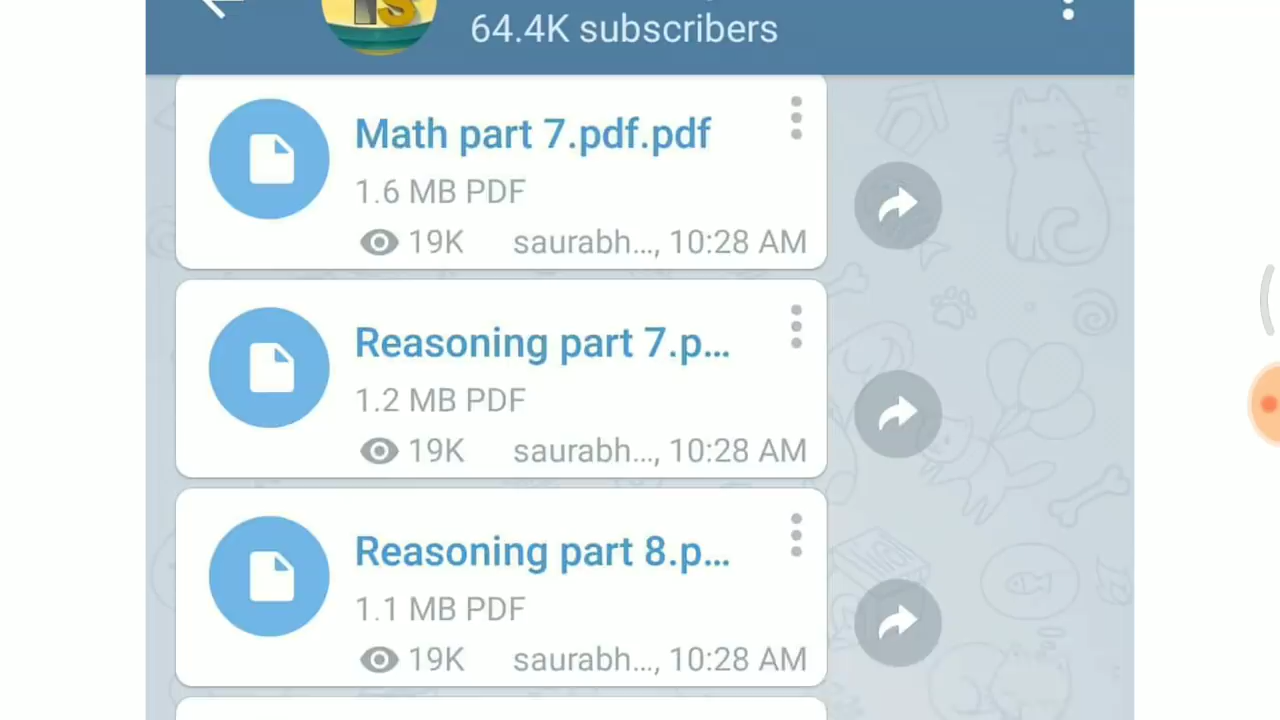 64.4K subscribers
Math part 7.pdf.pdf
1.6 MB PDF
19K saurabh..., 10:28 AM
Reasoning part 7.p...
1.2 MB PDF
19K saurabh..., 10:28 AM
Reasoning part 8.p...
1.1 MB PDF
19K saurabh..., 10:28 AM